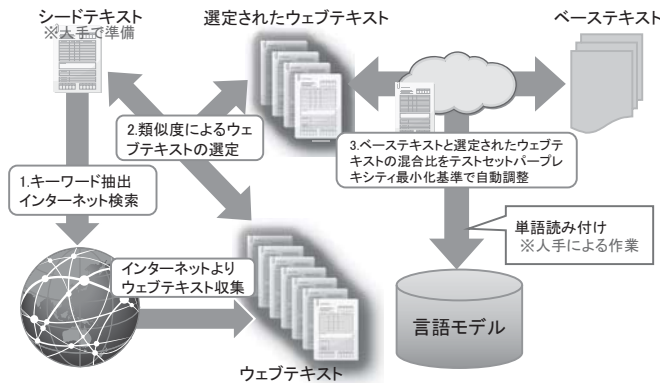 シードテキスト
※人手で準備
選定されたウェブテキスト
ベーステキスト
2.類似度によるウェ
ブテキストの選定
3.ベーステキストと選定されたウェブテ
キストの混合比をテストセットパープレ
キシティ最小化基準で自動調整
1.キーワード抽出
インターネット検索
単語読み付け
※人手による作業
インターネットより
ウェブテキスト収集
言語モデル
ウェブテキスト